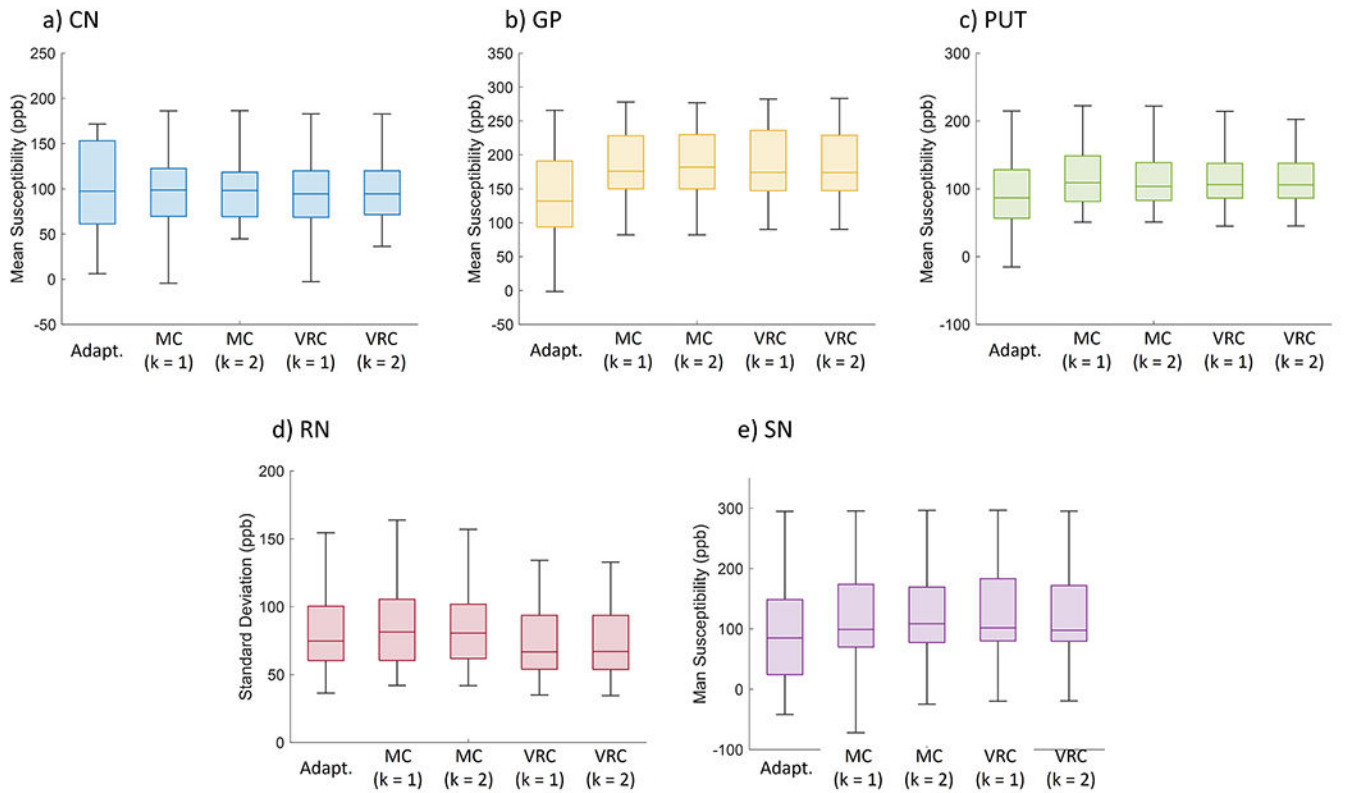 a) CN
Mean Susceptibility (ppb)
250
200
150
100
50
0
-50
Adapt.
MC
(k = 1)
MC
(k = 2)
VRC
(k = 1)
VRC
(k = 2)
b) GP
Mean Susceptibility (ppb)
350
300
250
200
150
100
50
0
-50
Adapt.
MC
(k = 1)
MC
(k = 2)
VRC
(k = 1)
VRC
(k = 2)
c) PUT
Mean Susceptibility (ppb)
300
200
100
0
-100
Adapt.
MC
(k = 1)
MC
(k = 2)
VRC
(k = 1)
VRC
(k = 2)
d) RN
Standard Deviation (ppb)
200
150
100
50
0
Adapt.
MC
(k = 1)
MC
(k = 2)
VRC
(k = 1)
VRC
(k = 2)
e) SN
Man Susceptibility (ppb)
300
200
100
0
-100
Adapt.
MC
(k = 1)
MC
(k = 2)
VRC
(k = 1)
VRC
(k = 2)